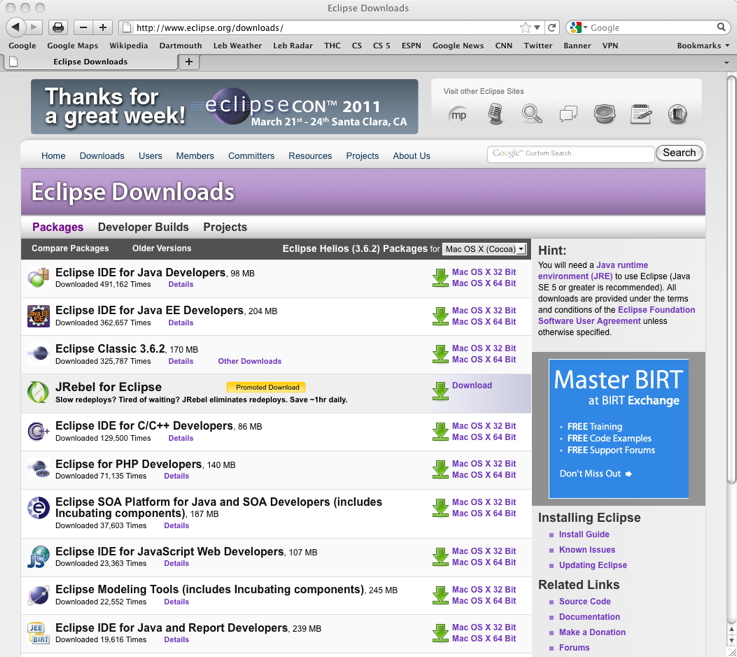 Eclipse Downloads
http://www.eclipse.org/downloads/
Google
Google Google Maps Wikipedia Dartmouth Leb Weather Leb Radar THC CS CS 5 ESPN Google News CNN Twitter Banner VPN Bookmarks
Eclipse Downloads
Thanks for
a great week!
eclipseCON™ 2011
March 21st - 24th Santa Clara, CA
Visit other Eclipse Sites
mp
Home Downloads Users Members Committers Resources Projects About Us
Google™ Custom Search
Search
Eclipse Downloads
Packages Developer Builds Projects
Compare Packages Older Versions Eclipse Helios (3.6.2) Packages for Mac OS X (Cocoa)
Eclipse IDE for Java Developers, 98 MB
Downloaded 491,162 Times Details
Mac OS X 32 Bit
Mac OS X 64 Bit
Eclipse IDE for Java EE Developers, 204 MB
Downloaded 362,657 Times Details
Mac OS X 32 Bit
Mac OS X 64 Bit
Eclipse Classic 3.6.2, 170 MB
Downloaded 325,787 Times Details Other Downloads
Mac OS X 32 Bit
Mac OS X 64 Bit
JRebel for Eclipse Promoted Download
Slow redeploys? Tired of waiting? JRebel eliminates redeploys. Save ~1hr daily.
Download
Eclipse IDE for C/C++ Developers, 86 MB
Downloaded 129,500 Times Details
Mac OS X 32 Bit
Mac OS X 64 Bit
Eclipse for PHP Developers, 140 MB
Downloaded 71,135 Times Details
Mac OS X 32 Bit
Mac OS X 64 Bit
Eclipse SOA Platform for Java and SOA Developers (includes
Incubating components), 187 MB
Downloaded 37,603 Times Details
Mac OS X 32 Bit
Mac OS X 64 Bit
JS
Eclipse IDE for JavaScript Web Developers, 107 MB
Downloaded 23,363 Times Details
Mac OS X 32 Bit
Mac OS X 64 Bit
Eclipse Modeling Tools (includes Incubating components), 245 MB
Downloaded 22,552 Times Details
Mac OS X 32 Bit
Mac OS X 64 Bit
JEE
BIRT
Eclipse IDE for Java and Report Developers, 239 MB
Downloaded 19,616 Times Details
Mac OS X 32 Bit
Mac OS X 64 Bit
Hint:
You will need a Java runtime
environment (JRE) to use Eclipse (Java
SE 5 or greater is recommended). All
downloads are provided under the terms
and conditions of the Eclipse Foundation
Software User Agreement unless
otherwise specified.
Master BIRT
at BIRT Exchange
• FREE Training
• FREE Code Examples
• FREE Support Forums
Don't Miss Out
Installing Eclipse
Install Guide
Known Issues
Updating Eclipse
Related Links
Source Code
Documentation
Make a Donation
Forums